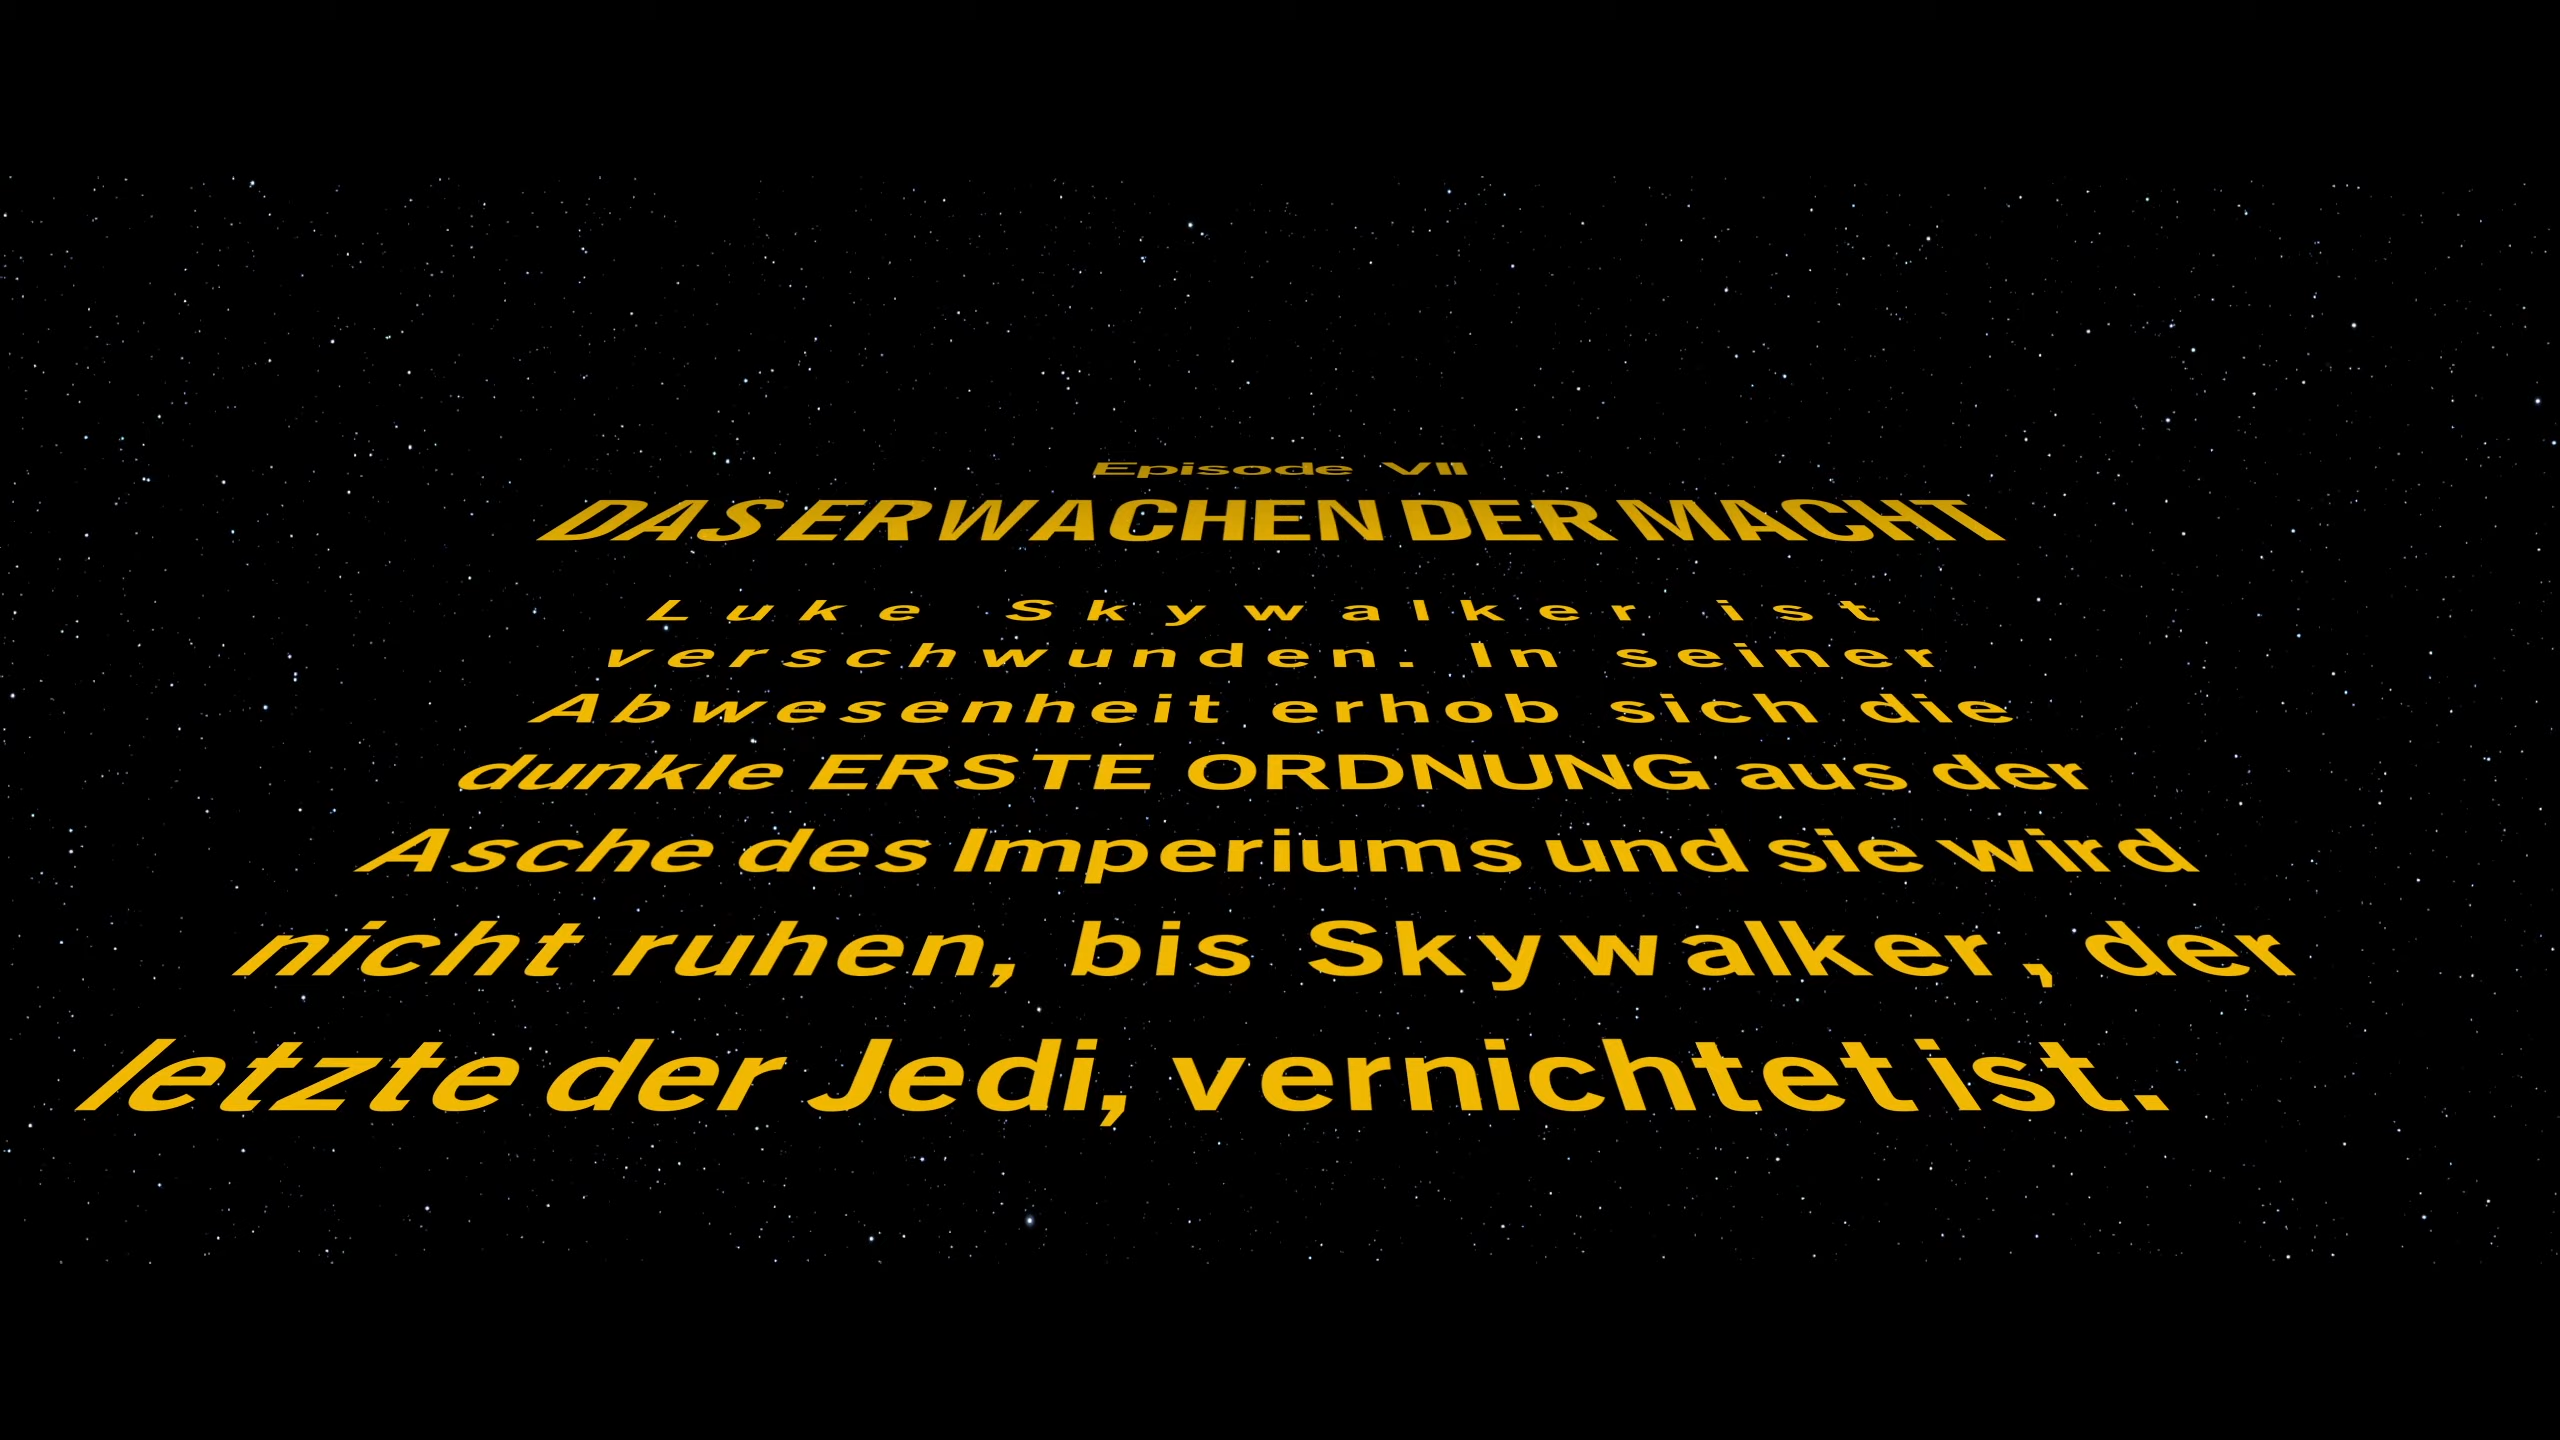 Episode VII
DAS ERWACHEN DER MACHT
Luke Skywalker ist
verschwunden. In seiner
Abwesenheit erhob sich die
dunkle ERSTE ORDNUNG aus der
Asche des Imperiums und sie wird
nicht ruhen, bis Skywalker, der
letzte der Jedi, vernichtet ist.